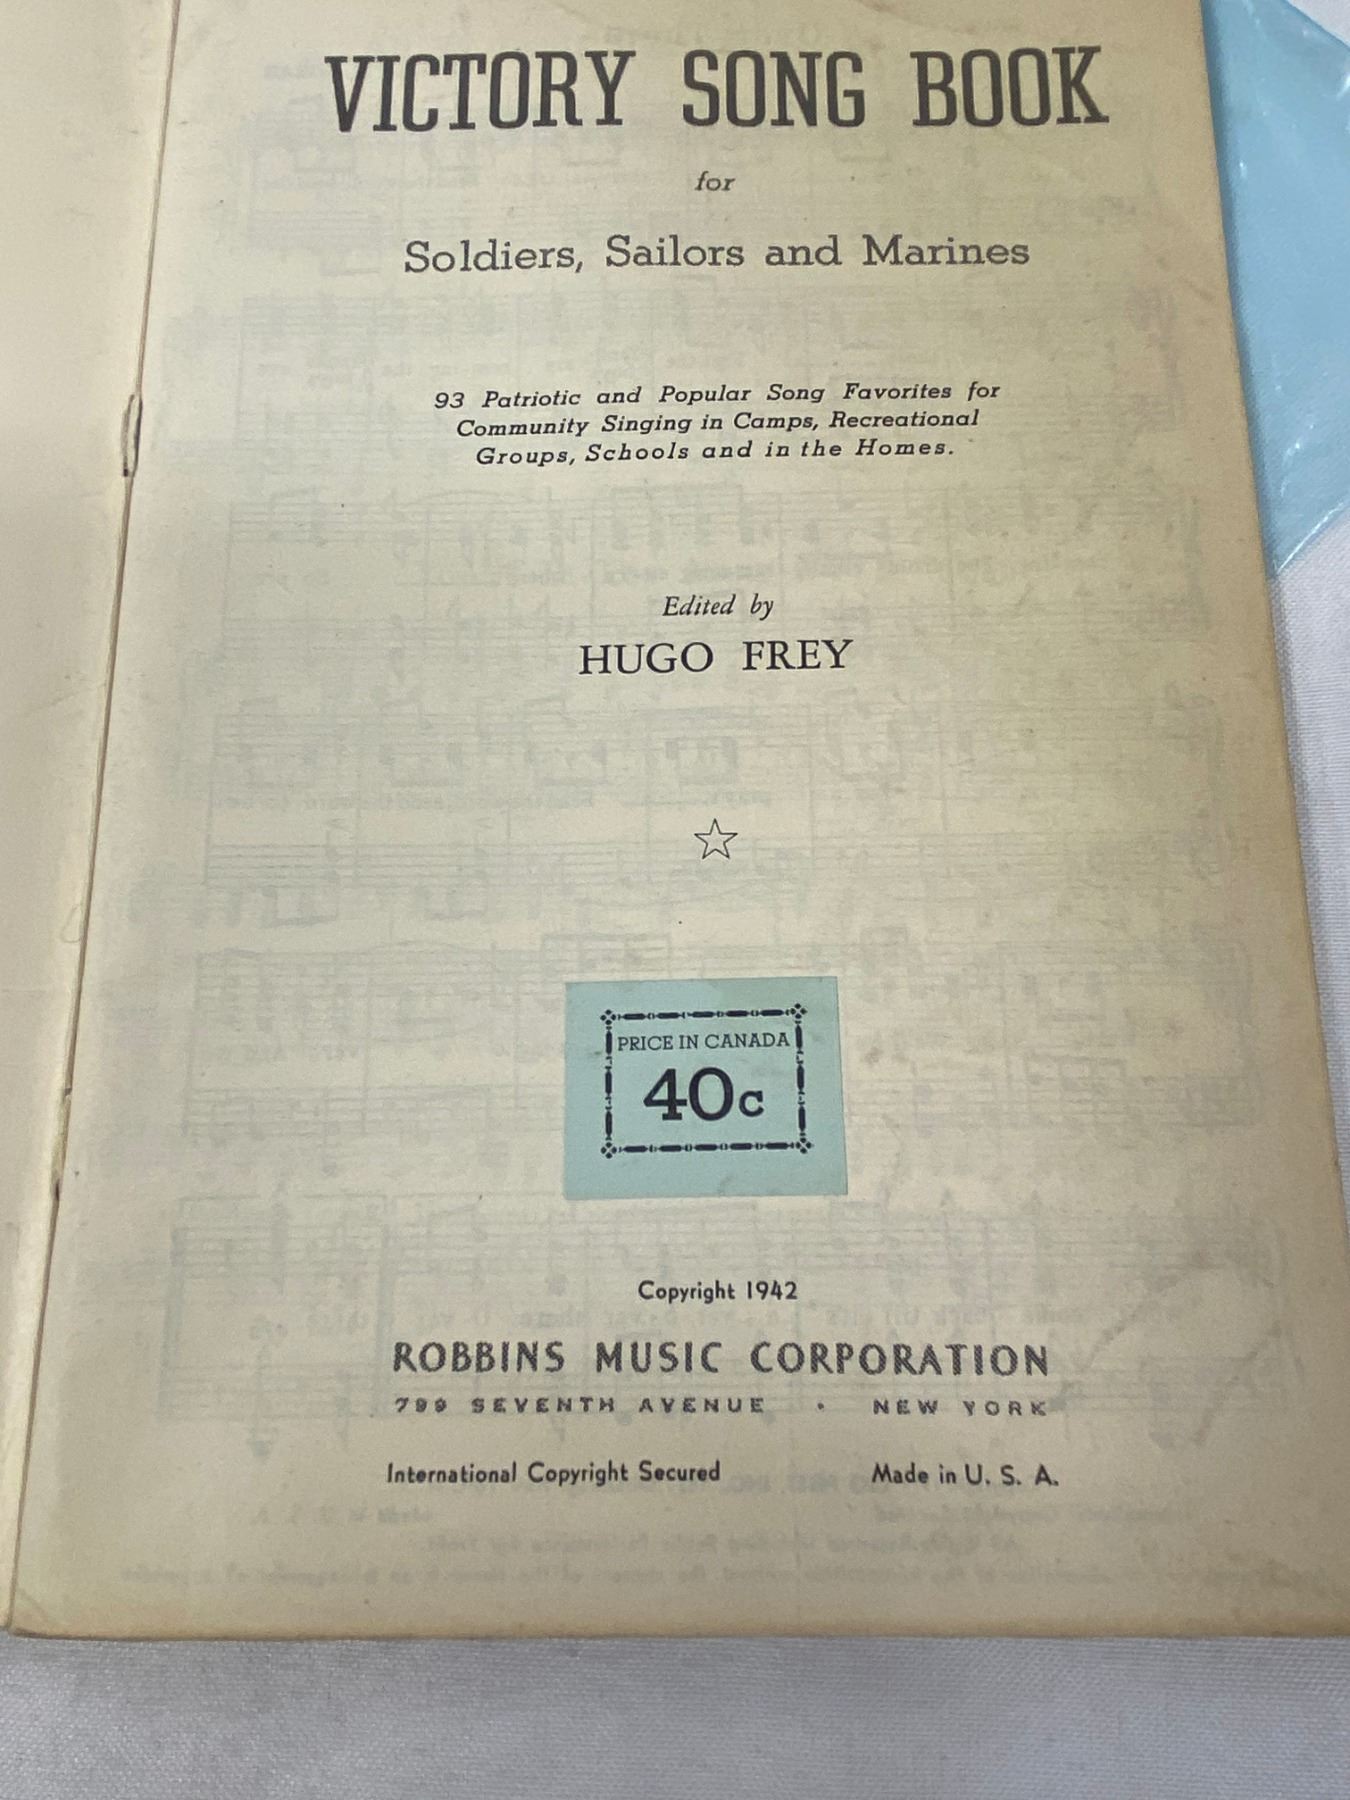 VICTORY SONG BOOK
for
Soldiers, Sailors and Marines
93 Patriotic and Popular Song Favorites for
Community Singing in Camps, Recreational
Groups, Schools and in the Homes.
Edited by
HUGO FREY
PRICE IN CANADA
40c
Copyright 1942
ROBBINS MUSIC CORPORATION
799 SEVENTH AVENUE • NEW YORK
International Copyright Secured Made in U. S. A.